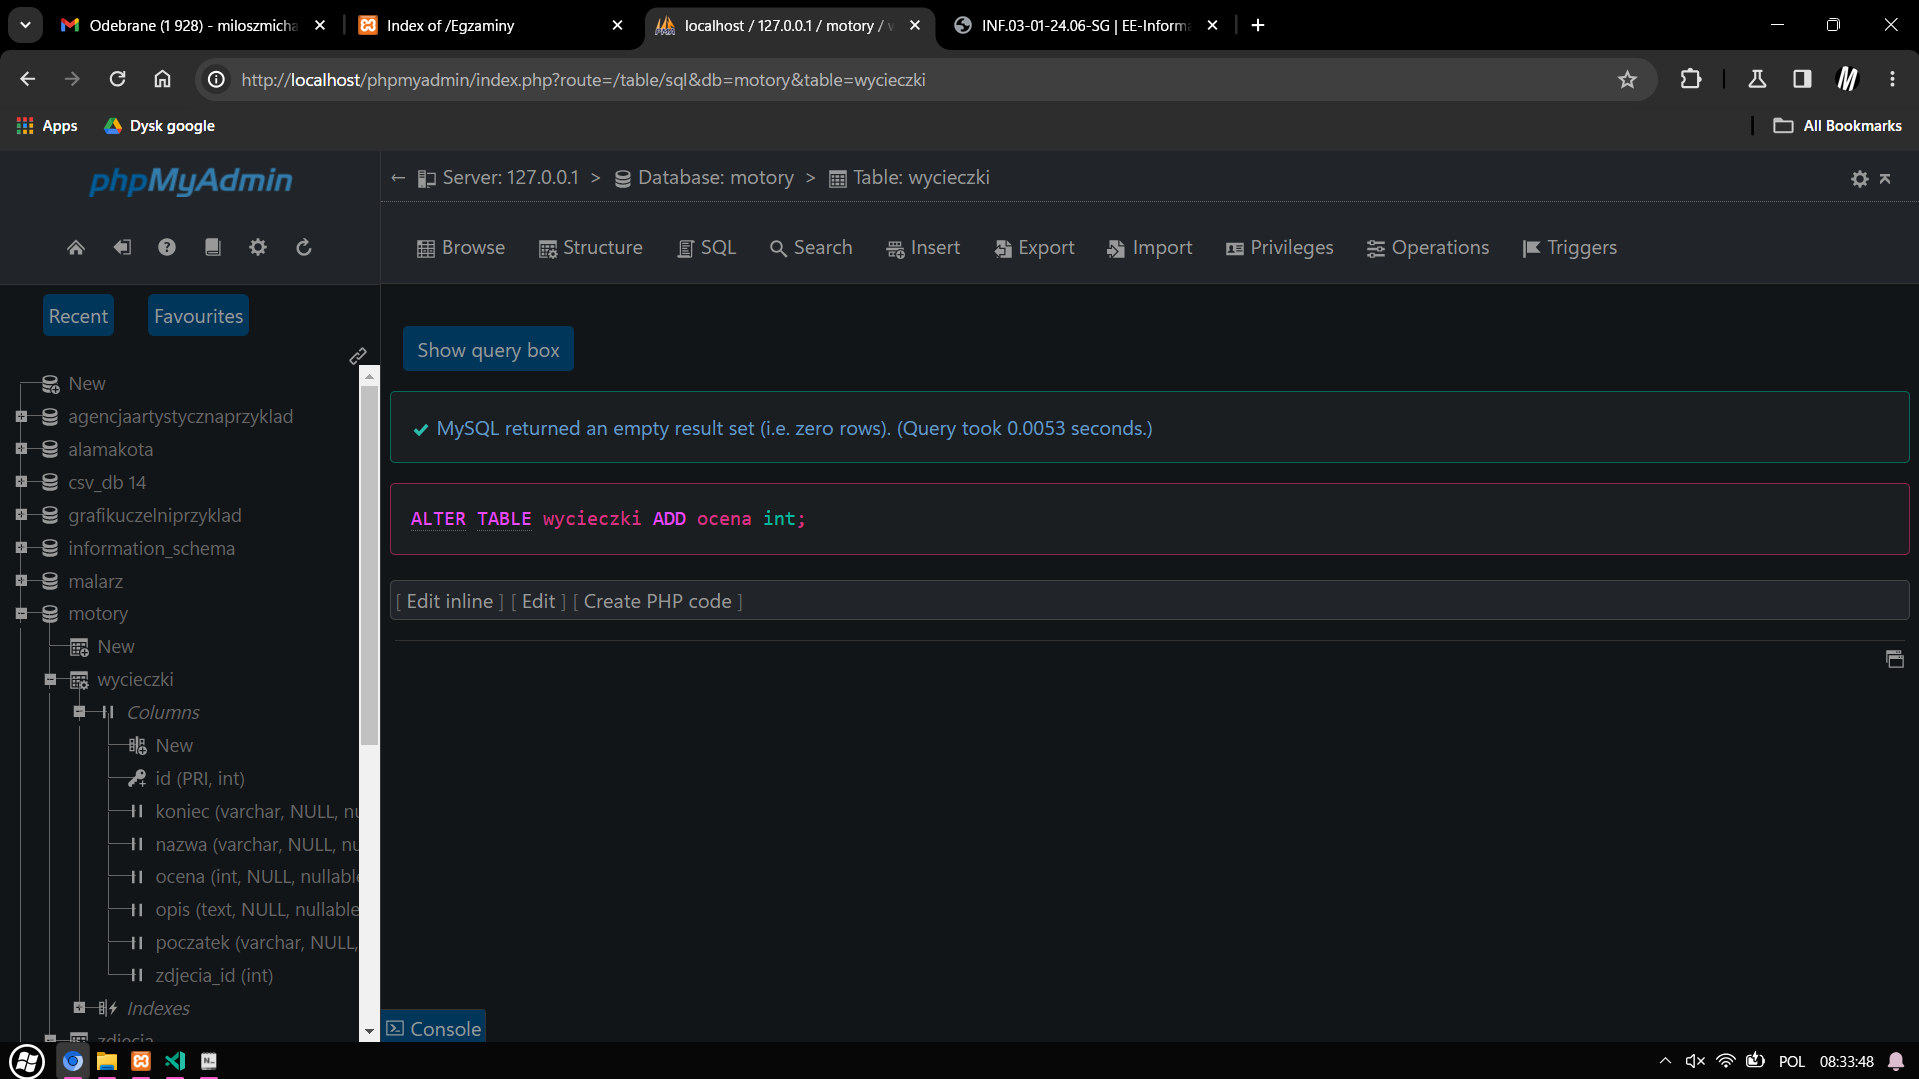 Odebrane (1 928) - miloszmicha
Index of /Egzaminy
localhost / 127.0.0.1 / motory /
INF.03-01-24.06-SG | EE-Informa
http://localhost/phpmyadmin/index.php?route=/table/sql&db=motory&table=wycieczki
Apps
Dysk google
All Bookmarks
phpMyAdmin
Server: 127.0.0.1 > Database: motory > Table: wycieczki
Browse Structure SQL Search Insert Export Import Privileges Operations Triggers
Recent
Favourites
New
agencjaartystycznaprzyklad
alamakota
csv_db 14
grafikuczelniprzyklad
information_schema
malarz
motory
New
wycieczki
Columns
New
id (PRI, int)
koniec (varchar, NULL, nu
nazwa (varchar, NULL, nu
ocena (int, NULL, nullable
opis (text, NULL, nullable
poczatek (varchar, NULL,
zdjecia_id (int)
Indexes
zdjecia
Show query box
MySQL returned an empty result set (i.e. zero rows). (Query took 0.0053 seconds.)
ALTER TABLE wycieczki ADD ocena int;
[ Edit inline ] [ Edit ] [ Create PHP code ]
Console
POL
08:33:48